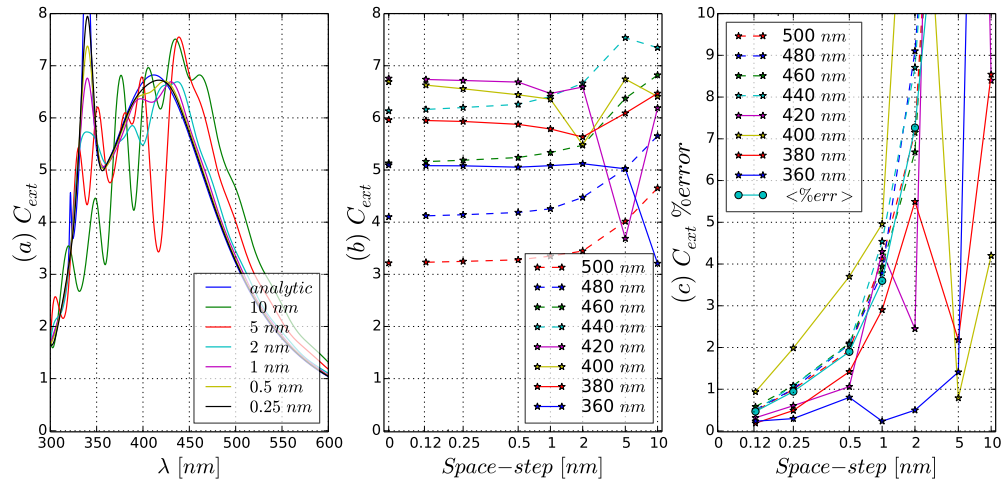 (a) C_ext
8
7
6
5
4
3
2
1
0
300 350 400 450 500 550 600
λ [nm]
analytic
10 nm
5 nm
2 nm
1 nm
0.5 nm
0.25 nm
(b) C_ext
8
7
6
5
4
3
2
1
0
0 0.12 0.25 0.5 1 2 5 10
Space−step [nm]
500 nm
480 nm
460 nm
440 nm
420 nm
400 nm
380 nm
360 nm
(c) C_ext %error
10
9
8
7
6
5
4
3
2
1
0
0 0.12 0.25 0.5 1 2 5 10
Space−step [nm]
500 nm
480 nm
460 nm
440 nm
420 nm
400 nm
380 nm
360 nm
<%err>